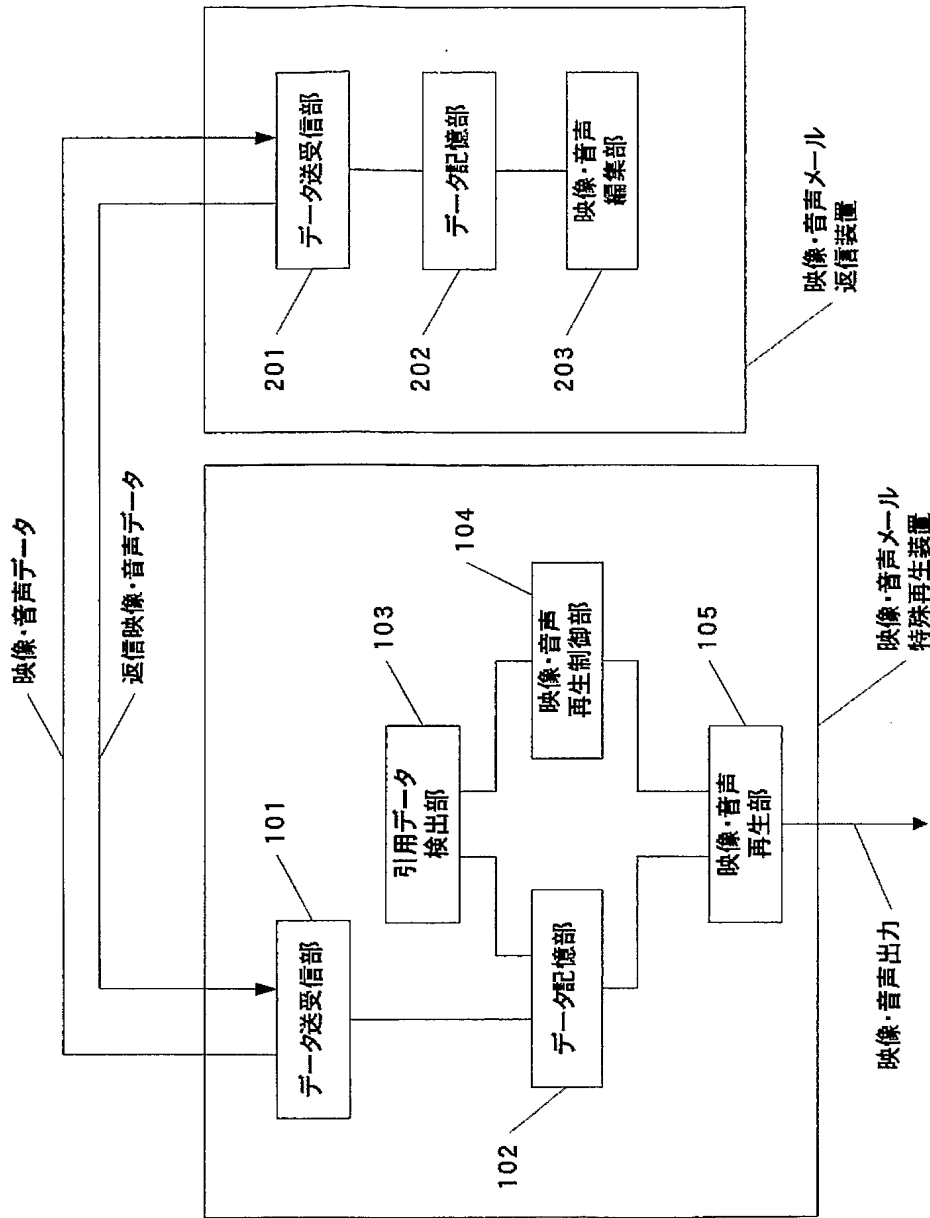 映像・音声データ
返信映像・音声データ
101
データ送受信部
103
引用データ
検出部
104
映像・音声
再生制御部
102
データ記憶部
105
映像・音声
再生部
映像・音声出力
映像・音声メール
特殊再生装置
201
データ送受信部
202
データ記憶部
203
映像・音声
編集部
映像・音声メール
返信装置